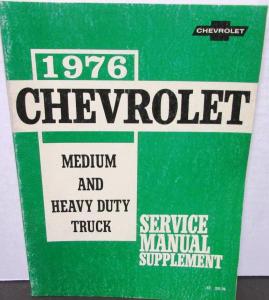 CHEVROLET
1976
CHEVROLET
MEDIUM
AND
HEAVY DUTY
TRUCK
SERVICE
MANUAL
SUPPLEMENT